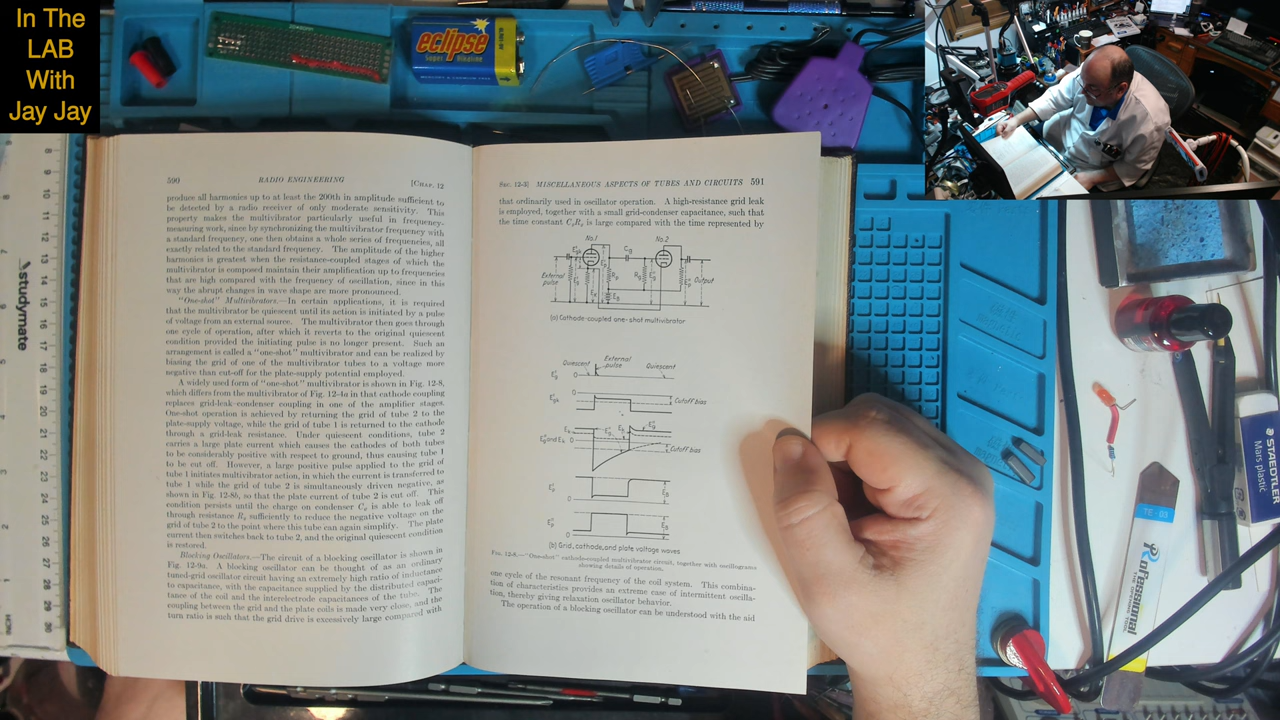 In The
LAB
With
Jay Jay
eclipse
Super Alkaline
590 RADIO ENGINEERING [CHAP. 12
produce all harmonics up to at least the 200th in amplitude sufficient to
be detected by a radio receiver of only moderate sensitivity. This
property makes the multivibrator particularly useful in frequency-
measuring work, since by synchronizing the multivibrator frequency with
a standard frequency, one then obtains a whole series of frequencies, all
exactly related to the standard frequency. The amplitude of the higher
harmonics is greatest when the resistance-coupled stages of which the
multivibrator is composed maintain their amplification up to frequencies
that are high compared with the frequency of oscillation, since in this
way the abrupt changes in wave shape are more pronounced.
"One-shot" Multivibrators.—In certain applications, it is required
that the multivibrator be quiescent until its action is initiated by a pulse
of voltage from an external source. The multivibrator then goes through
one cycle of operation, after which it reverts to the original quiescent
condition provided the initiating pulse is no longer present. Such an
arrangement is called a "one-shot" multivibrator and can be realized by
biasing the grid of one of the multivibrator tubes to a voltage more
negative than cut-off for the plate-supply potential employed.
A widely used form of "one-shot" multivibrator is shown in Fig. 12-8,
which differs from the multivibrator of Fig. 12-4a in that cathode coupling
replaces grid-leak-condenser coupling in one of the amplifier stages.
One-shot operation is achieved by returning the grid of tube 2 to the
plate-supply voltage, while the grid of tube 1 is returned to the cathode
through a grid-leak resistance. Under quiescent conditions, tube 2
carries a large plate current which causes the cathodes of both tubes
to be considerably positive with respect to ground, thus causing tube 1
to be cut off. However, a large positive pulse applied to the grid of
tube 1 initiates multivibrator action, in which the current is transferred to
tube 1 while the grid of tube 2 is simultaneously driven negative, as
shown in Fig. 12-8b, so that the plate current of tube 2 is cut off. This
condition persists until the charge on condenser Cg is able to leak off
through resistance Rg sufficiently to reduce the negative voltage on the
grid of tube 2 to the point where this tube can again simplify. The plate
current then switches back to tube 2, and the original quiescent condition
is restored.
Blocking Oscillators.—The circuit of a blocking oscillator is shown in
Fig. 12-9a. A blocking oscillator can be thought of as an ordinary
tuned-grid oscillator circuit having an extremely high ratio of inductance
to capacitance, with the capacitance supplied by the distributed capaci-
tance of the coil and the interelectrode capacitances of the tube. The
coupling between the grid and the plate coils is made very close, and the
turn ratio is such that the grid drive is excessively large compared with
SEC. 12-3] MISCELLANEOUS ASPECTS OF TUBES AND CIRCUITS 591
that ordinarily used in oscillator operation. A high-resistance grid leak
is employed, together with a small grid-condenser capacitance, such that
the time constant CgRg is large compared with the time represented by
No.1 No.2
External
pulse
Output
(a) Cathode-coupled one-shot multivibrator
Quiescent External
pulse Quiescent
Cutoff bias
Cutoff bias
(b) Grid, cathode, and plate voltage waves
FIG. 12-8.—"One-shot" cathode-coupled multivibrator circuit, together with oscillograms
showing details of operation.
one cycle of the resonant frequency of the coil system. This combina-
tion of characteristics provides an extreme case of intermittent oscilla-
tion, thereby giving relaxation oscillator behavior.
The operation of a blocking oscillator can be understood with the aid
studymate
STAEDTLER
Mars plastic
TE-03
Professional